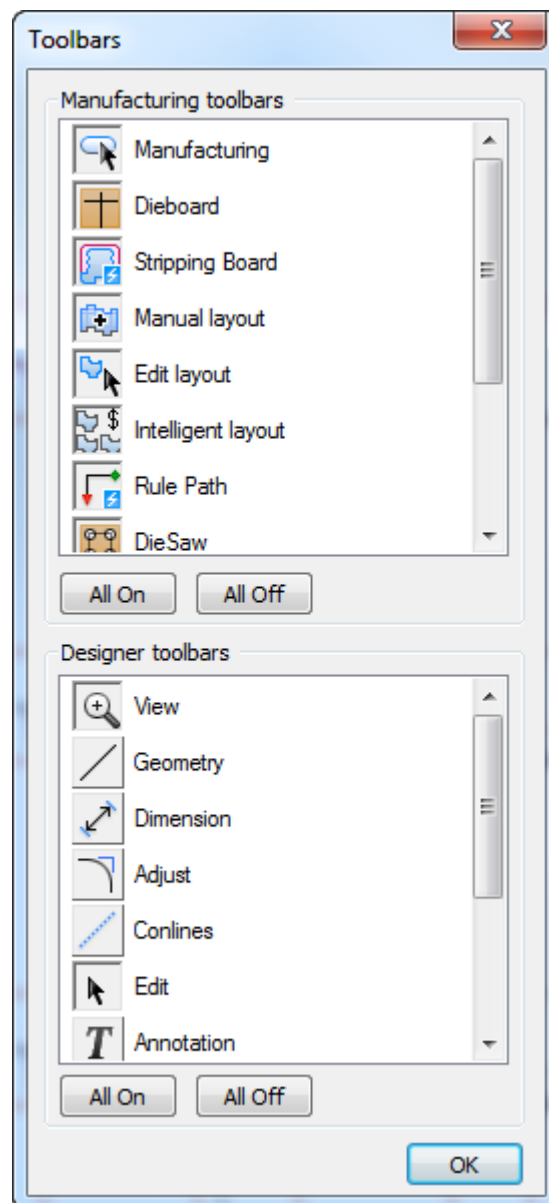 Toolbars
Manufacturing toolbars
Manufacturing
Dieboard
Stripping Board
Manual layout
Edit layout
Intelligent layout
Rule Path
DieSaw
All On All Off
Designer toolbars
View
Geometry
Dimension
Adjust
Conlines
Edit
Annotation
All On All Off
OK